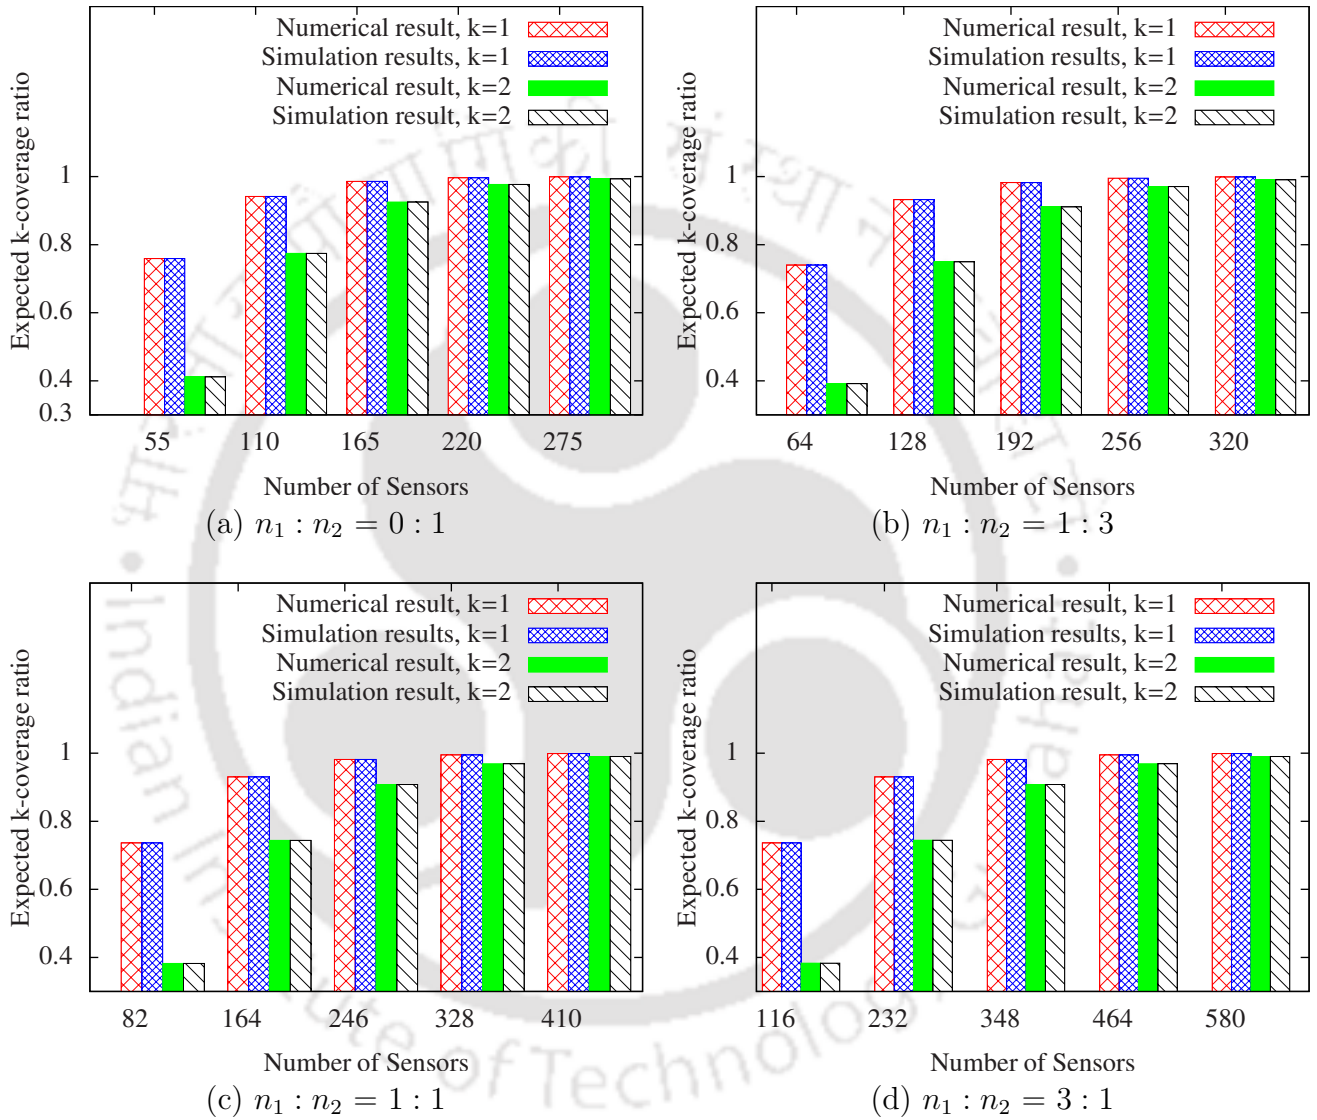 Numerical result, k=1
Simulation results, k=1
Numerical result, k=2
Simulation result, k=2
Expected k-coverage ratio
1
0.8
0.6
0.4
0.3
55 110 165 220 275
Number of Sensors
(a) n₁ : n₂ = 0 : 1
Numerical result, k=1
Simulation results, k=1
Numerical result, k=2
Simulation result, k=2
Expected k-coverage ratio
1
0.8
0.6
0.4
64 128 192 256 320
Number of Sensors
(b) n₁ : n₂ = 1 : 3
Numerical result, k=1
Simulation results, k=1
Numerical result, k=2
Simulation result, k=2
Expected k-coverage ratio
1
0.8
0.6
0.4
82 164 246 328 410
Number of Sensors
(c) n₁ : n₂ = 1 : 1
Numerical result, k=1
Simulation results, k=1
Numerical result, k=2
Simulation result, k=2
Expected k-coverage ratio
1
0.8
0.6
0.4
116 232 348 464 580
Number of Sensors
(d) n₁ : n₂ = 3 : 1
Indian Institute of Technology